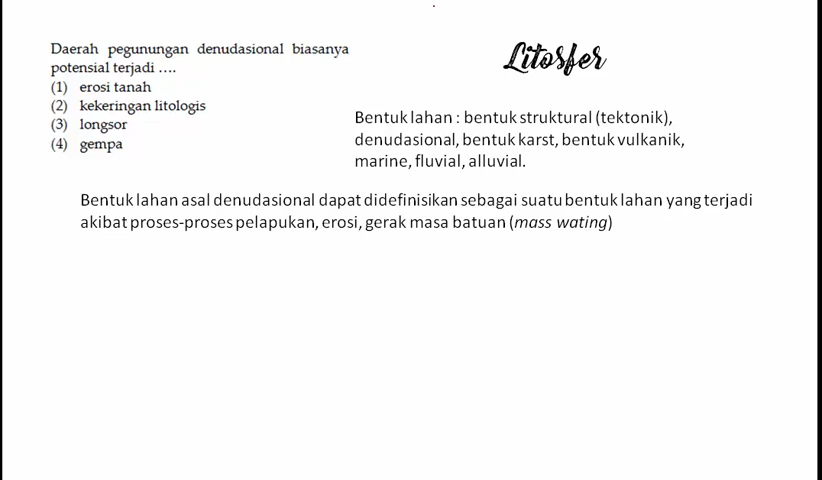 Daerah pegunungan denudasional biasanya
potensial terjadi ....
(1) erosi tanah
(2) kekeringan litologis
(3) longsor
(4) gempa
Litosfer
Bentuk lahan : bentuk struktural (tektonik),
denudasional, bentuk karst, bentuk vulkanik,
marine, fluvial, alluvial.
Bentuk lahan asal denudasional dapat didefinisikan sebagai suatu bentuk lahan yang terjadi
akibat proses-proses pelapukan, erosi, gerak masa batuan (mass wating)